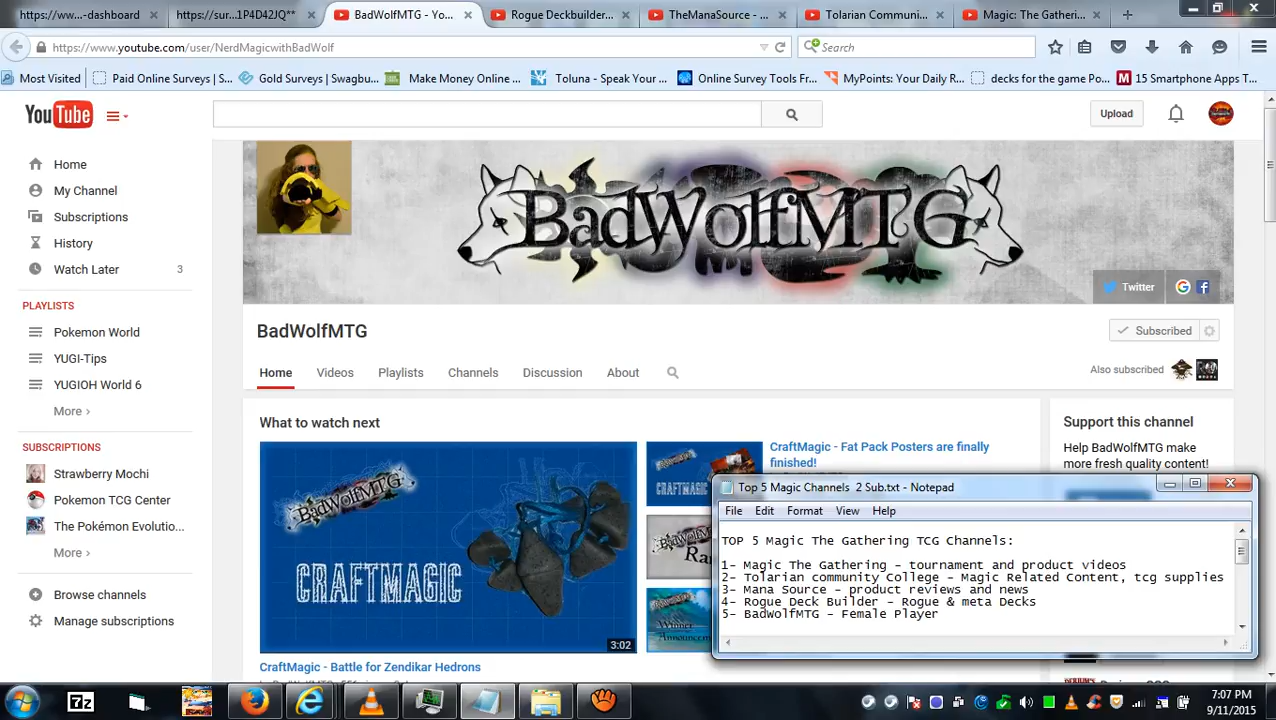 https://www...-dashboard
https://sur...1P4D42JQ**
BadWolfMTG - Yo...
Rogue Deckbuilder...
TheManaSource - ...
Tolarian Communi...
Magic: The Gatheri...
https://www.youtube.com/user/NerdMagicwithBadWolf
Search
Most Visited
Paid Online Surveys | S...
Gold Surveys | Swagbu...
Make Money Online ...
Toluna - Speak Your ...
Online Survey Tools Fr...
MyPoints: Your Daily R...
decks for the game Po...
15 Smartphone Apps T...
YouTube
Upload
Home
My Channel
Subscriptions
History
Watch Later 3
PLAYLISTS
Pokemon World
YUGI-Tips
YUGIOH World 6
More ›
SUBSCRIPTIONS
Strawberry Mochi
Pokemon TCG Center
The Pokémon Evolutio...
More ›
Browse channels
Manage subscriptions
BadWolfMTG
Twitter
BadWolfMTG
Subscribed
Home Videos Playlists Channels Discussion About
Also subscribed
What to watch next
BadWolfMTG
CRAFTMAGIC
3:02
CraftMagic - Battle for Zendikar Hedrons
CraftMagic - Fat Pack Posters are finally
finished!
Support this channel
Help BadWolfMTG make
more fresh quality content!
Top 5 Magic Channels 2 Sub.txt - Notepad
File Edit Format View Help
TOP 5 Magic The Gathering TCG Channels:
1- Magic The Gathering - tournament and product videos
2- Tolarian community College - Magic Related Content, tcg supplies
3- Mana Source - product reviews and news
4- Rogue Deck Builder - Rogue & meta Decks
5- BadwolfMTG - Female Player
7z
7:07 PM
9/11/2015